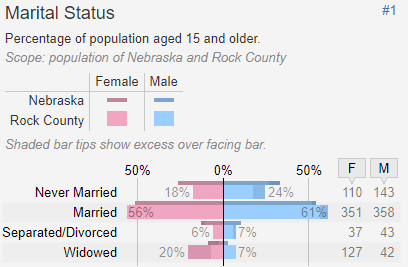 Marital Status #1
Percentage of population aged 15 and older.
Scope: population of Nebraska and Rock County
Female Male
Nebraska
Rock County
Shaded bar tips show excess over facing bar.
50% 0% 50% F M
Never Married 18% 24% 110 143
Married 56% 61% 351 358
Separated/Divorced 6% 7% 37 43
Widowed 20% 7% 127 42